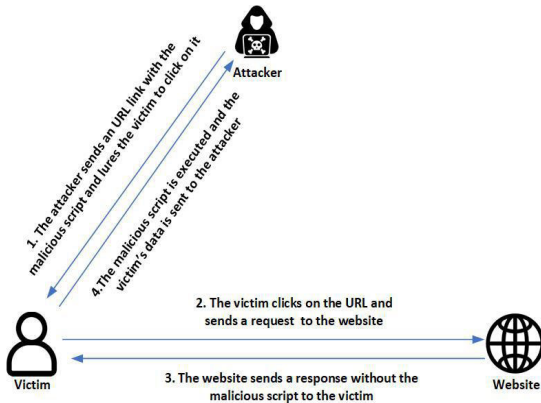 Attacker
1. The attacker sends an URL link with the
malicious script and lures the victim to click on it
4.The malicious script is executed and the
victim's data is sent to the attacker
2. The victim clicks on the URL and
sends a request to the website
Victim
Website
3. The website sends a response without the
malicious script to the victim